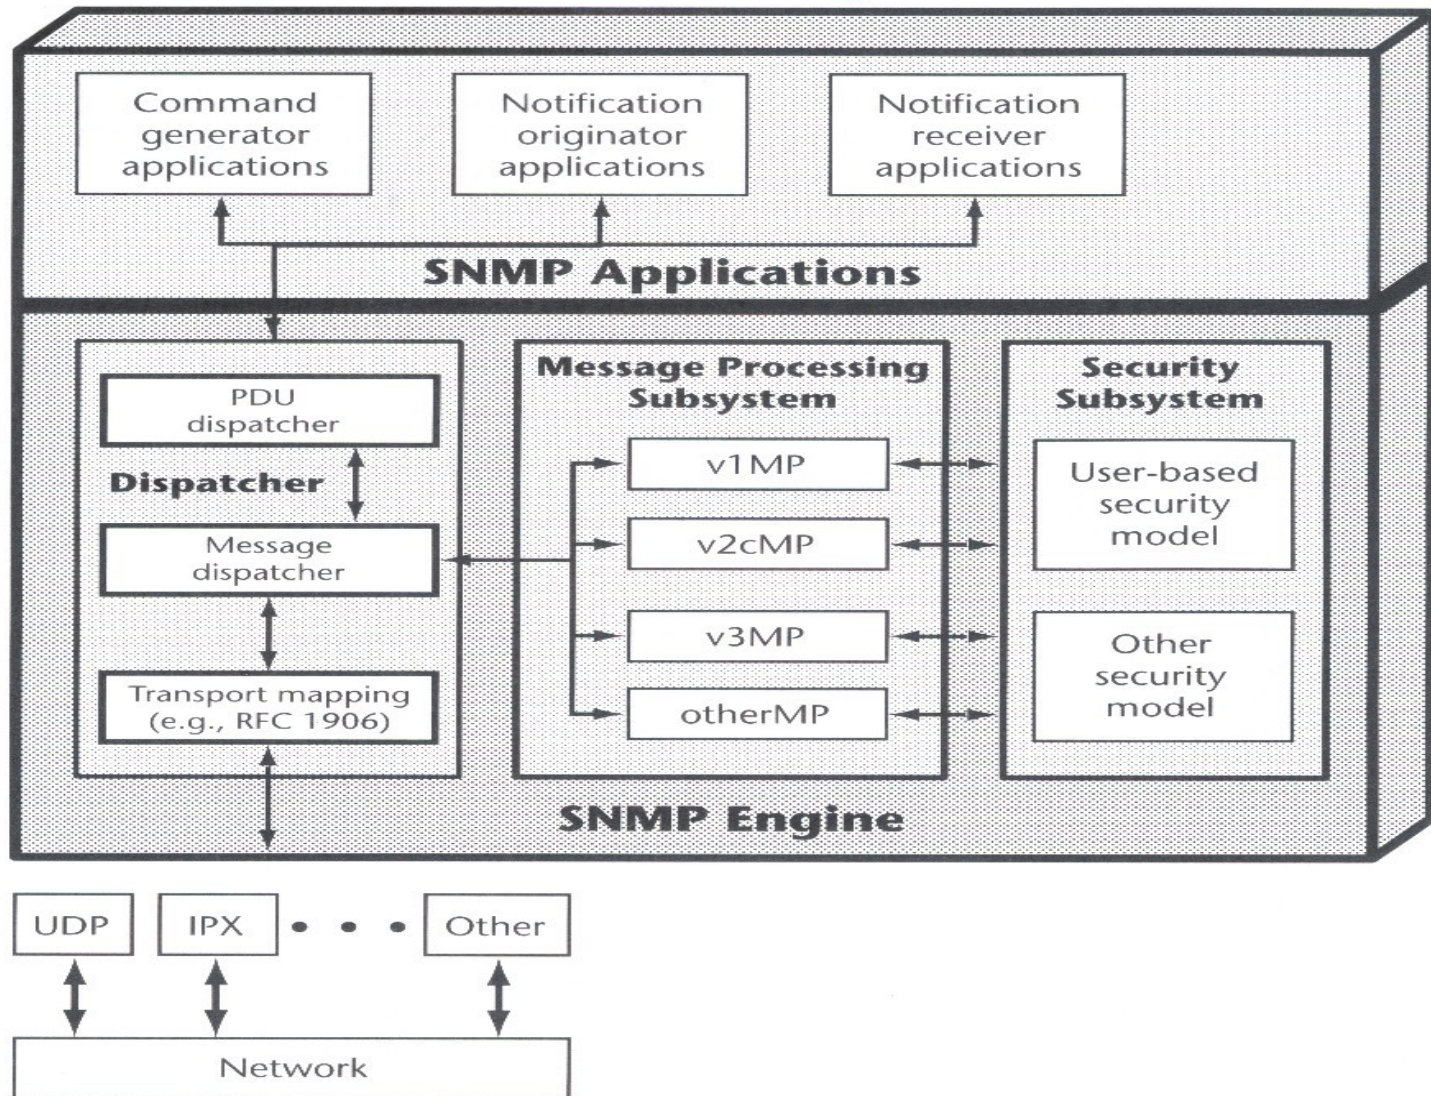 Command
generator
applications
Notification
originator
applications
Notification
receiver
applications
SNMP Applications
PDU
dispatcher
Dispatcher
Message
dispatcher
Transport mapping
(e.g., RFC 1906)
Message Processing
Subsystem
v1MP
v2cMP
v3MP
otherMP
Security
Subsystem
User-based
security
model
Other
security
model
SNMP Engine
UDP
IPX
• • •
Other
Network